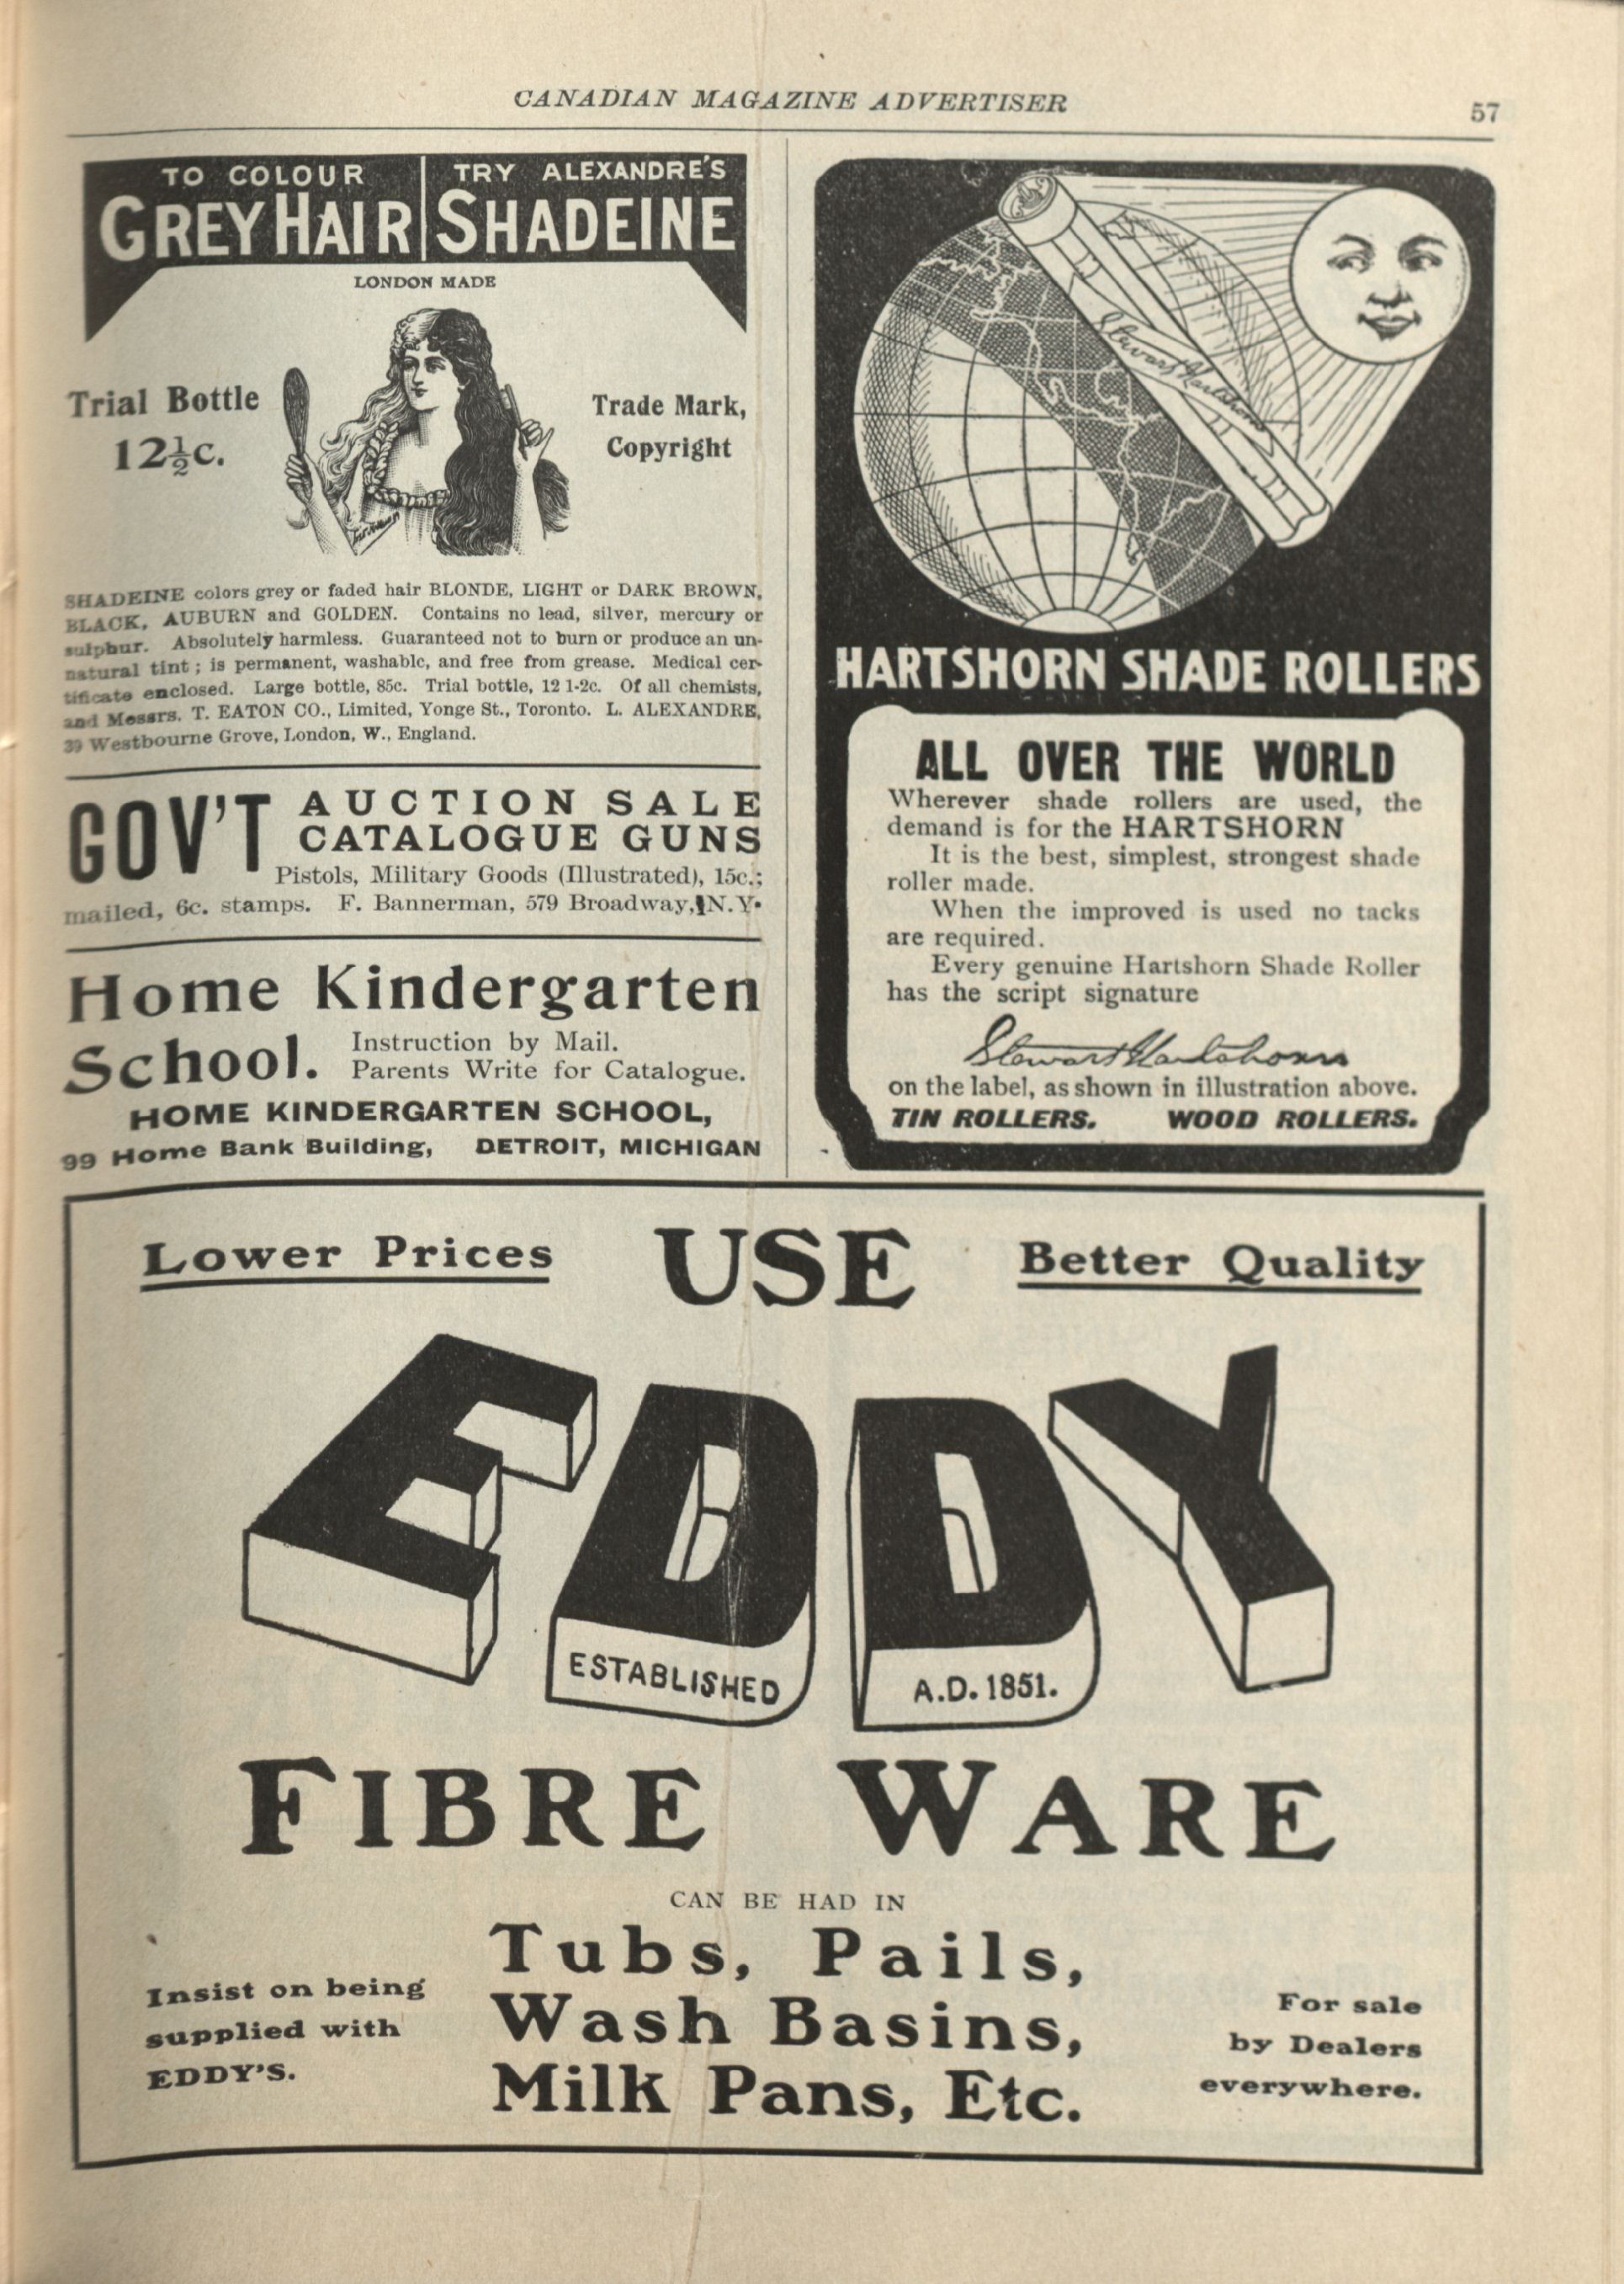 CANADIAN MAGAZINE ADVERTISER
57
TO COLOUR
GREY HAIR
TRY ALEXANDRE'S
SHADEINE
LONDON MADE
Trial Bottle
12½c.
Trade Mark,
Copyright
SHADEINE colors grey or faded hair BLONDE, LIGHT or DARK BROWN,
BLACK, AUBURN and GOLDEN. Contains no lead, silver, mercury or
sulphur. Absolutely harmless. Guaranteed not to burn or produce an un-
natural tint; is permanent, washable, and free from grease. Medical cer-
tificate enclosed. Large bottle, 85c. Trial bottle, 12 1-2c. Of all chemists,
and Messrs. T. EATON CO., Limited, Yonge St., Toronto. L. ALEXANDRE,
39 Westbourne Grove, London, W., England.
GOV'T AUCTION SALE
CATALOGUE GUNS
Pistols, Military Goods (Illustrated), 15c.;
mailed, 6c. stamps. F. Bannerman, 579 Broadway, N.Y.
Home Kindergarten
School.
Instruction by Mail.
Parents Write for Catalogue.
HOME KINDERGARTEN SCHOOL,
99 Home Bank Building, DETROIT, MICHIGAN
Stewart Hartshorn
HARTSHORN SHADE ROLLERS
ALL OVER THE WORLD
Wherever shade rollers are used, the
demand is for the HARTSHORN
It is the best, simplest, strongest shade
roller made.
When the improved is used no tacks
are required.
Every genuine Hartshorn Shade Roller
has the script signature
Stewart Hartshorn
on the label, as shown in illustration above.
TIN ROLLERS. WOOD ROLLERS.
Lower Prices
USE
Better Quality
EDDY
ESTABLISHED
A.D. 1851.
FIBRE WARE
CAN BE HAD IN
Tubs, Pails,
Wash Basins,
Milk Pans, Etc.
Insist on being
supplied with
EDDY'S.
For sale
by Dealers
everywhere.